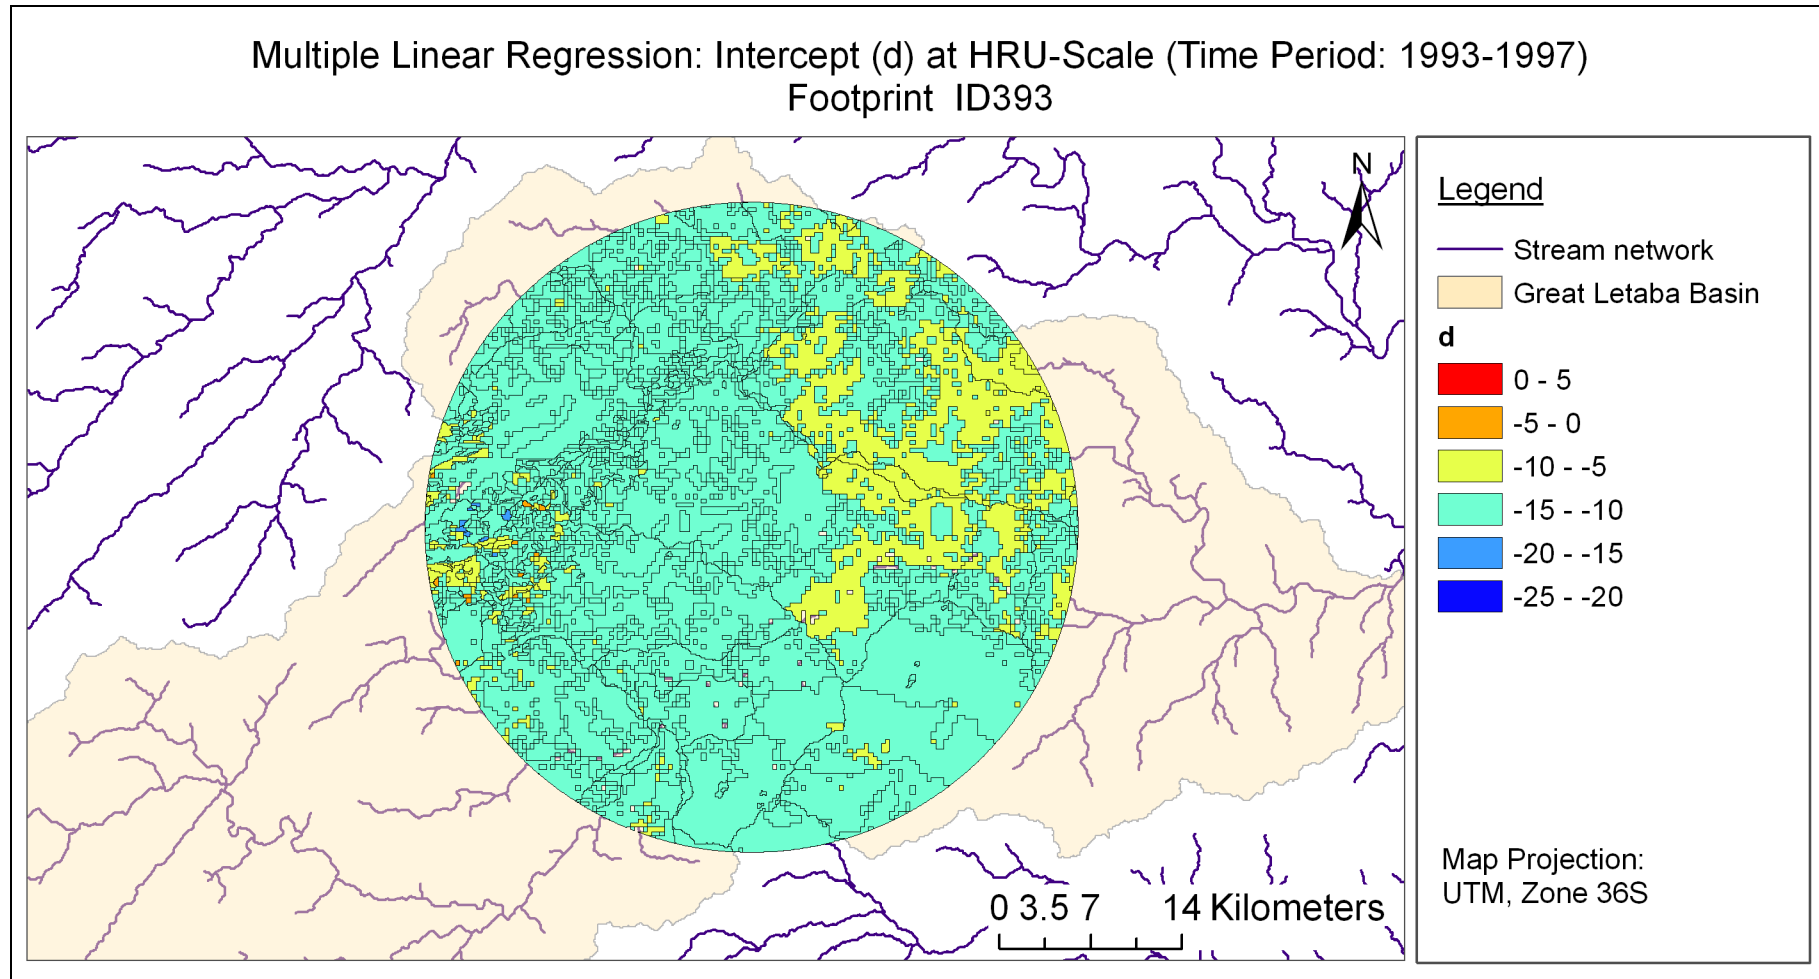 Multiple Linear Regression: Intercept (d) at HRU-Scale (Time Period: 1993-1997)
Footprint ID393
N
Legend
Stream network
Great Letaba Basin
d
0 - 5
-5 - 0
-10 - -5
-15 - -10
-20 - -15
-25 - -20
Map Projection:
UTM, Zone 36S
0 3.5 7 14 Kilometers